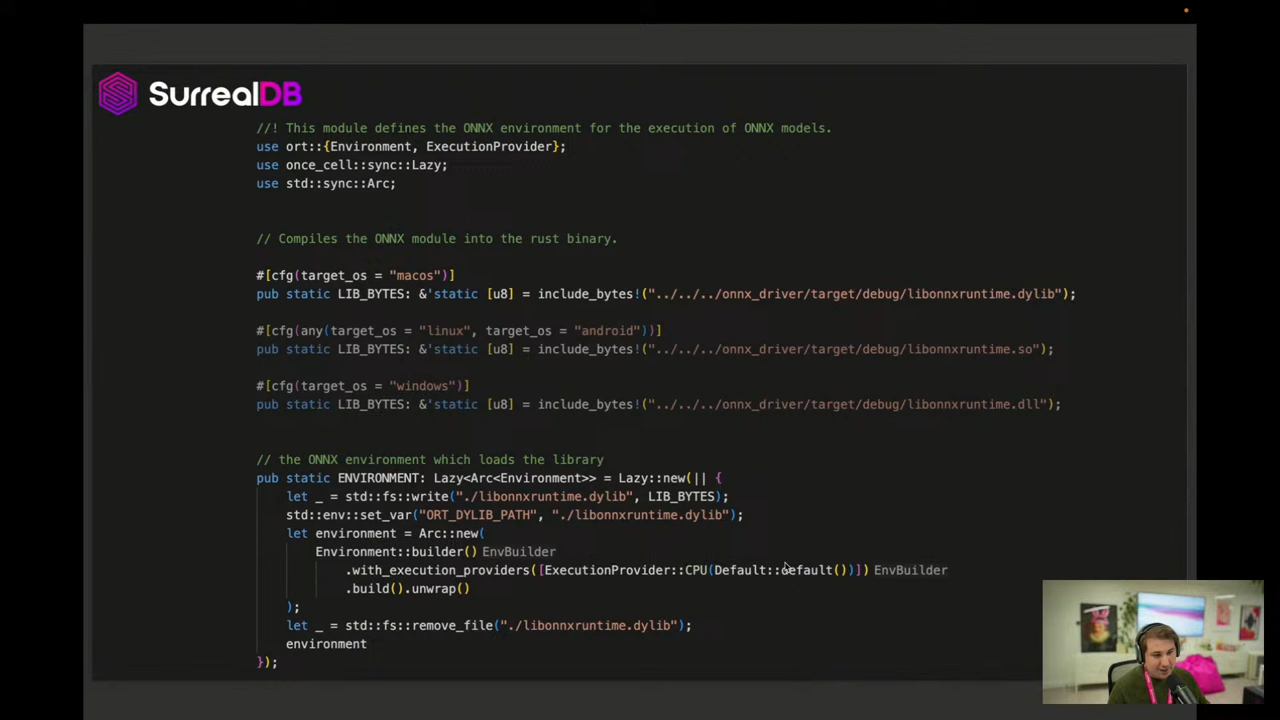 SurrealDB
//! This module defines the ONNX environment for the execution of ONNX models.
use ort::{Environment, ExecutionProvider};
use once_cell::sync::Lazy;
use std::sync::Arc;
// Compiles the ONNX module into the rust binary.
#[cfg(target_os = "macos")]
pub static LIB_BYTES: &'static [u8] = include_bytes!("../../../onnx_driver/target/debug/libonnxruntime.dylib");
#[cfg(any(target_os = "linux", target_os = "android"))]
pub static LIB_BYTES: &'static [u8] = include_bytes!("../../../onnx_driver/target/debug/libonnxruntime.so");
#[cfg(target_os = "windows")]
pub static LIB_BYTES: &'static [u8] = include_bytes!("../../../onnx_driver/target/debug/libonnxruntime.dll");
// the ONNX environment which loads the library
pub static ENVIRONMENT: Lazy<Arc<Environment>> = Lazy::new(|| {
let _ = std::fs::write("./libonnxruntime.dylib", LIB_BYTES);
std::env::set_var("ORT_DYLIB_PATH", "./libonnxruntime.dylib");
let environment = Arc::new(
Environment::builder() EnvBuilder
.with_execution_providers([ExecutionProvider::CPU(Default::default())]) EnvBuilder
.build().unwrap()
);
let _ = std::fs::remove_file("./libonnxruntime.dylib");
environment
});